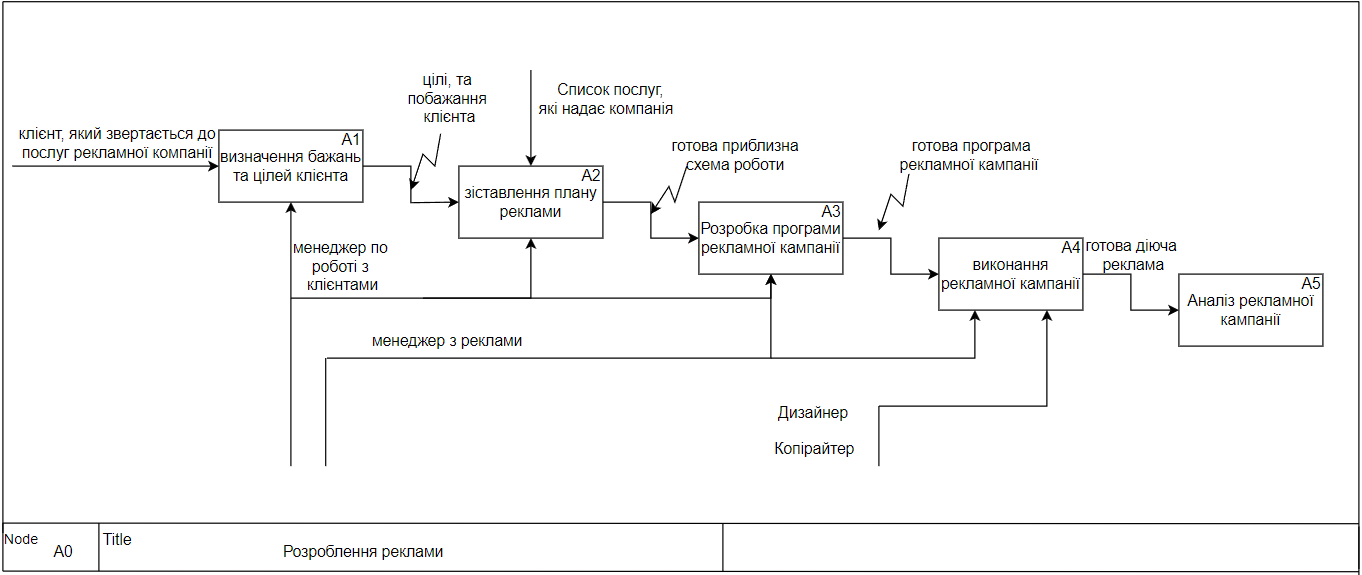 цілі, та
побажання
клієнта
Список послуг,
які надає компанія
клієнт, який звертається до
послуг рекламної компанії
A1
визначення бажань
та цілей клієнта
A2
зіставлення плану
реклами
готова приблизна
схема роботи
готова програма
рекламної кампанії
A3
Розробка програми
рекламної кампанії
менеджер по
роботі з
клієнтами
A4
виконання
рекламної кампанії
готова діюча
реклама
A5
Аналіз рекламної
кампанії
менеджер з реклами
Дизайнер
Копірайтер
Node
A0
Title
Розроблення реклами